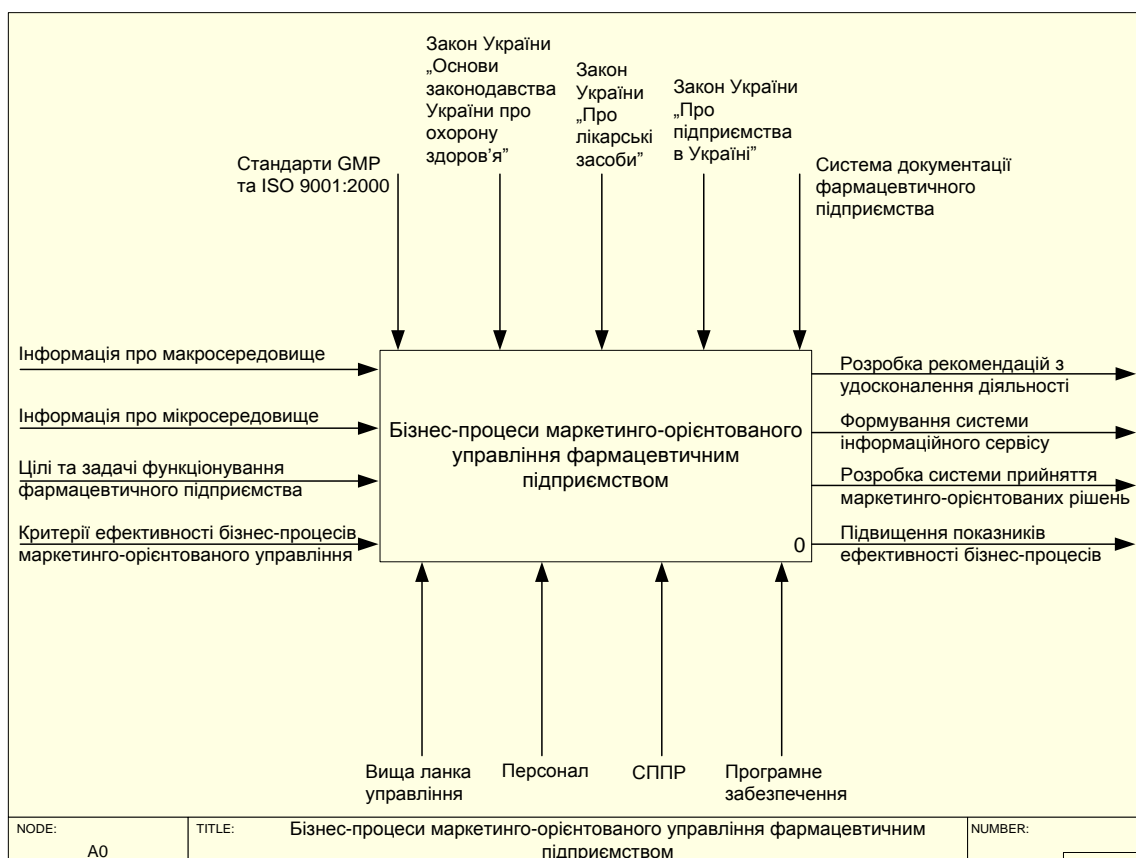 Закон України
„Основи
законодавства
України про
охорону
здоров’я”
Закон
України
„Про
лікарські
засоби”
Закон України
„Про
підприємства
в Україні”
Стандарти GMP
та ISO 9001:2000
Система документації
фармацевтичного
підприємства
Інформація про макросередовище
Інформація про мікросередовище
Цілі та задачі функціонування
фармацевтичного підприємства
Критерії ефективності бізнес-процесів
маркетинго-орієнтованого управління
Бізнес-процеси маркетинго-орієнтованого
управління фармацевтичним
підприємством
0
Розробка рекомендацій з
удосконалення діяльності
Формування системи
інформаційного сервісу
Розробка системи прийняття
маркетинго-орієнтованих рішень
Підвищення показників
ефективності бізнес-процесів
Вища ланка
управління
Персонал
СППР
Програмне
забезпечення
NODE:
A0
TITLE:
Бізнес-процеси маркетинго-орієнтованого управління фармацевтичним
підприємством
NUMBER: